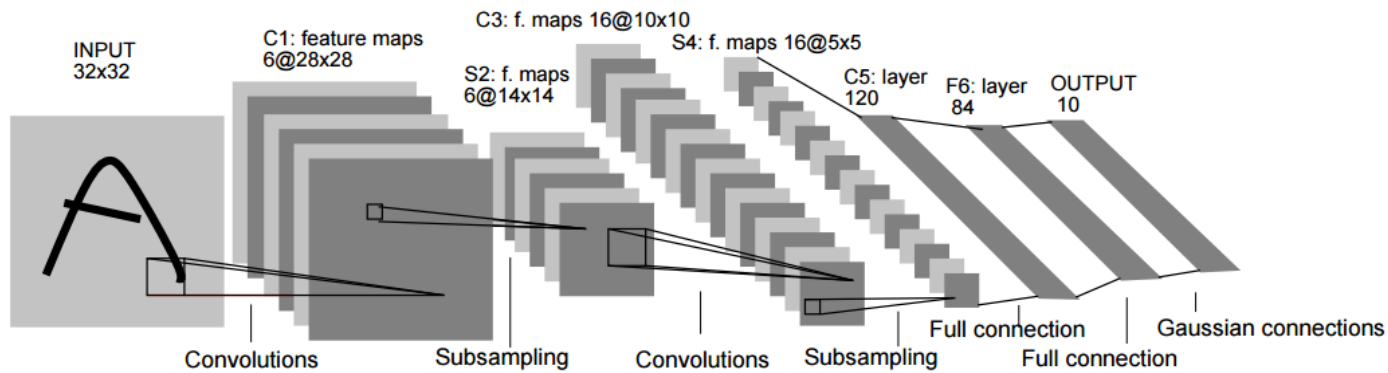 INPUT
32x32
C1: feature maps
6@28x28
S2: f. maps
6@14x14
C3: f. maps 16@10x10
S4: f. maps 16@5x5
C5: layer
120
F6: layer
84
OUTPUT
10
Convolutions
Subsampling
Convolutions
Subsampling
Full connection
Full connection
Gaussian connections